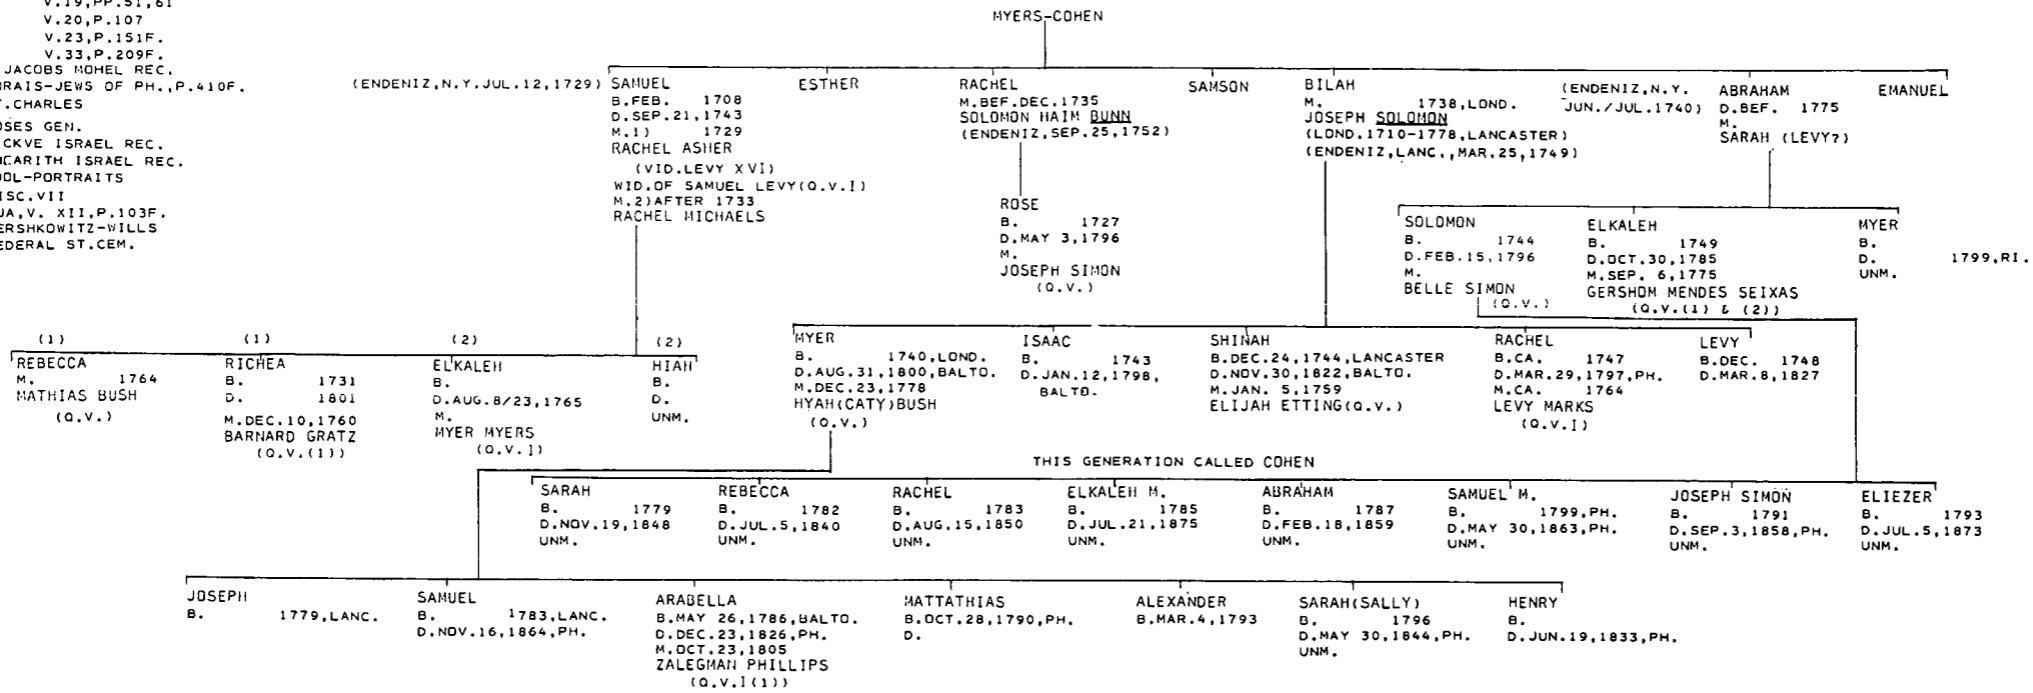 V.19,PP.51,61
V.20,P.107
V.23,P.151F.
V.33,P.209F.
JACOBS MOHEL REC.
RAIS-JEWS OF PH.,P.410F.
.CHARLES
OSES GEN.
CKVE ISRAEL REC.
EARITH ISRAEL REC.
OOL-PORTRAITS
ISC.VII
JA,V. XII,P.103F.
ERSHKOWITZ-WILLS
EDERAL ST.CEM.
MYERS-COHEN
(ENDENIZ,N.Y.JUL.12,1729)
SAMUEL
B.FEB. 1708
D.SEP.21,1743
M.1) 1729
RACHEL ASHER
(VID.LEVY XVI)
WID.OF SAMUEL LEVY(Q.V.I)
M.2)AFTER 1733
RACHEL MICHAELS
ESTHER
RACHEL
M.BEF.DEC.1735
SOLOMON HAIM BUNN
(ENDENIZ,SEP.25,1752)
SAMSON
BILAH
M. 1738,LOND.
JOSEPH SOLOMON
(LOND.1710-1778,LANCASTER)
(ENDENIZ,LANC.,MAR.25,1749)
(ENDENIZ,N.Y.
JUN./JUL.1740)
ABRAHAM
D.BEF. 1775
M.
SARAH (LEVY?)
EMANUEL
ROSE
B. 1727
D.MAY 3,1796
M.
JOSEPH SIMON
(Q.V.)
SOLOMON
B. 1744
D.FEB.15,1796
M.
BELLE SIMON
(Q.V.)
ELKALEH
B. 1749
D.OCT.30,1785
M.SEP. 6,1775
GERSHOM MENDES SEIXAS
(Q.V.(1) & (2))
MYER
B.
D. 1799,RI.
UNM.
(1)
REBECCA
M. 1764
MATHIAS BUSH
(Q.V.)
(1)
RICHEA
B. 1731
D. 1801
M.DEC.10,1760
BARNARD GRATZ
(Q.V.(1))
(2)
ELKALEH
B.
D.AUG.8/23,1765
M.
MYER MYERS
(Q.V.I)
(2)
HIAH
B.
D.
UNM.
MYER
B. 1740,LOND.
D.AUG.31,1800,BALTO.
M.DEC.23,1778
HYAH(CATY)BUSH
(Q.V.)
ISAAC
B. 1743
D.JAN.12,1798,
BALTO.
SHINAH
B.DEC.24,1744,LANCASTER
D.NOV.30,1822,BALTO.
M.JAN. 5,1759
ELIJAH ETTING(Q.V.)
RACHEL
B.CA. 1747
D.MAR.29,1797,PH.
M.CA. 1764
LEVY MARKS
(Q.V.I)
LEVY
B.DEC. 1748
D.MAR.8,1827
THIS GENERATION CALLED COHEN
SARAH
B. 1779
D.NOV.19,1848
UNM.
REBECCA
B. 1782
D.JUL.5,1840
UNM.
RACHEL
B. 1783
D.AUG.15,1850
UNM.
ELKALEH M.
B. 1785
D.JUL.21,1875
UNM.
ABRAHAM
B. 1787
D.FEB.18,1859
UNM.
SAMUEL M.
B. 1799,PH.
D.MAY 30,1863,PH.
UNM.
JOSEPH SIMON
B. 1791
D.SEP.3,1858,PH.
UNM.
ELIEZER
B. 1793
D.JUL.5,1873
UNM.
JOSEPH
B. 1779,LANC.
SAMUEL
B. 1783,LANC.
D.NOV.16,1864,PH.
ARABELLA
B.MAY 26,1786,BALTO.
D.DEC.23,1826,PH.
M.OCT.23,1805
ZALEGMAN PHILLIPS
(Q.V.I(1))
MATTATHIAS
B.OCT.28,1790,PH.
D.
ALEXANDER
B.MAR.4,1793
SARAH(SALLY)
B. 1796
D.MAY 30,1844,PH.
UNM.
HENRY
B.
D.JUN.19,1833,PH.